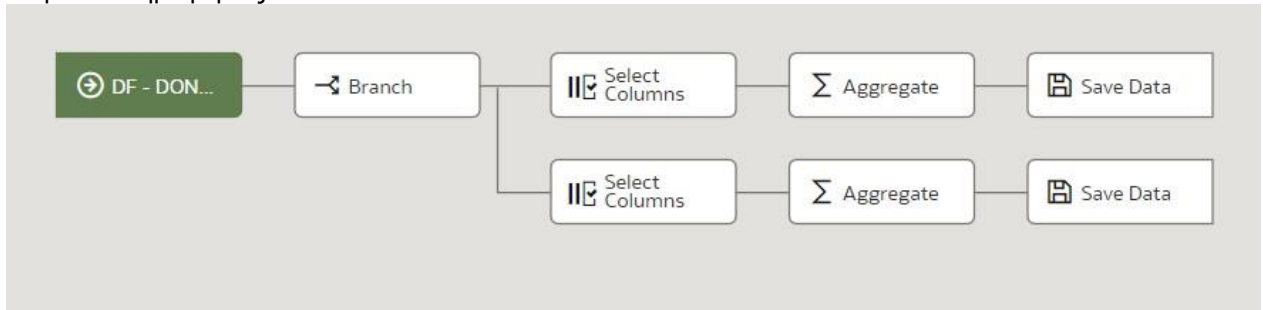 DF - DON...
Branch
Select
Columns
Aggregate
Save Data
Select
Columns
Aggregate
Save Data